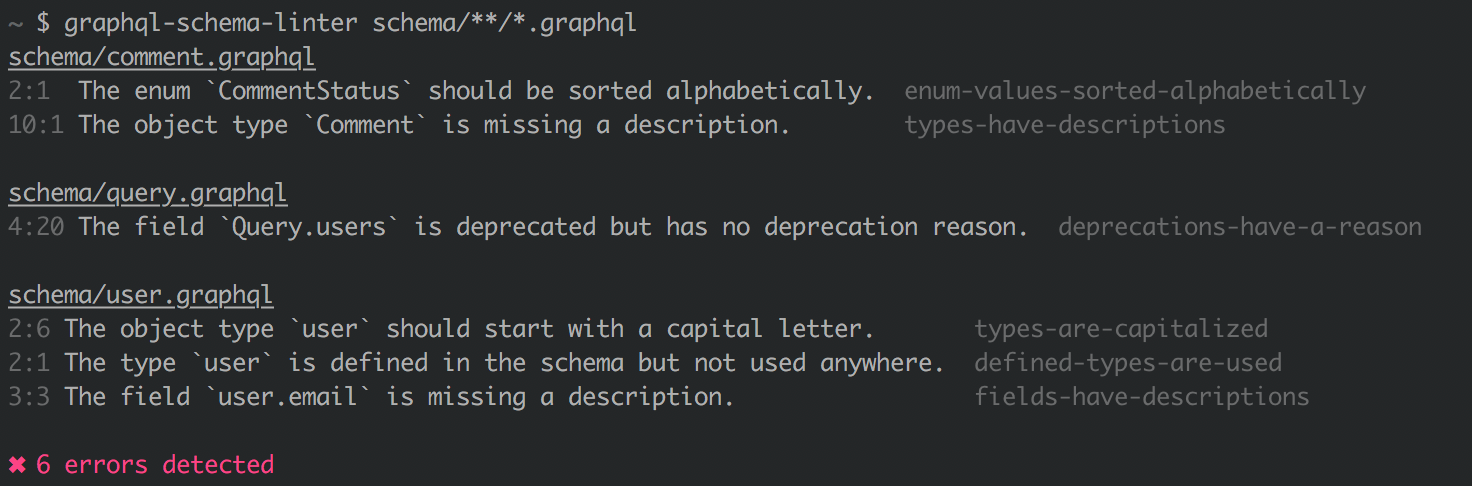 ~ $ graphql-schema-linter schema/**/*.graphql
schema/comment.graphql
2:1  The enum `CommentStatus` should be sorted alphabetically.  enum-values-sorted-alphabetically
10:1 The object type `Comment` is missing a description.        types-have-descriptions

schema/query.graphql
4:20 The field `Query.users` is deprecated but has no deprecation reason.  deprecations-have-a-reason

schema/user.graphql
2:6 The object type `user` should start with a capital letter.       types-are-capitalized
2:1 The type `user` is defined in the schema but not used anywhere.  defined-types-are-used
3:3 The field `user.email` is missing a description.                 fields-have-descriptions

✖ 6 errors detected